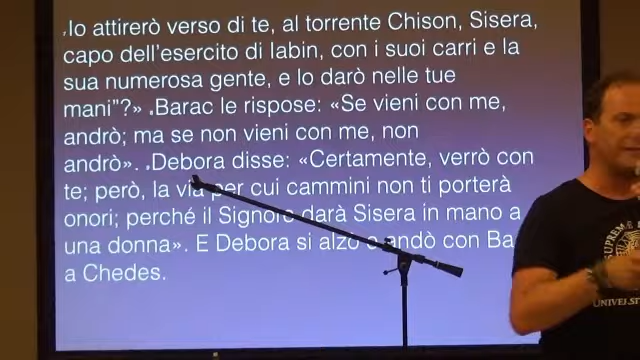 Io attirerò verso di te, al torrente Chison, Sisera,
capo dell'esercito di Iabin, con i suoi carri e la
sua numerosa gente, e lo darò nelle tue
mani"?» Barac le rispose: «Se vieni con me,
andrò; ma se non vieni con me, non
andrò». Debora disse: «Certamente, verrò con
te; però, la via per cui cammini non ti porterà
onori; perché il Signore darà Sisera in mano a
una donna». E Debora si alzò e andò con Ba
a Chedes.
SUPREME